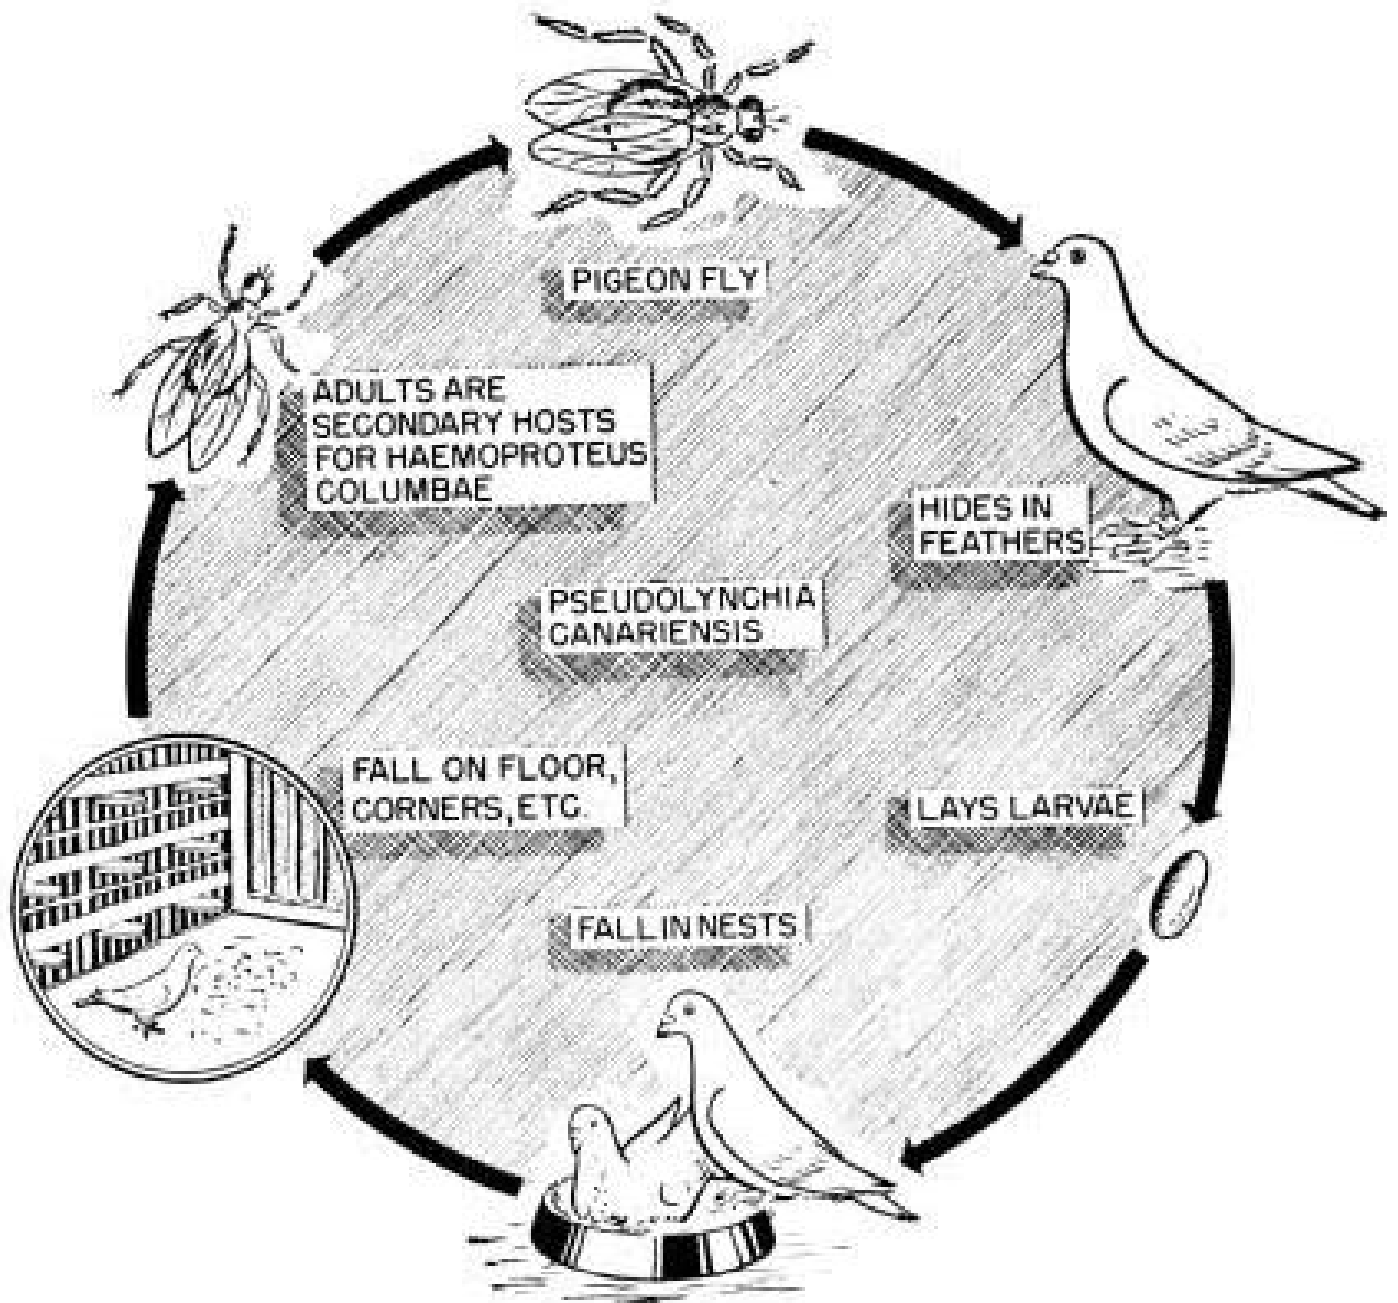 PIGEON FLY
ADULTS ARE
SECONDARY HOSTS
FOR HAEMOPROTEUS
COLUMBAE
HIDES IN
FEATHERS
PSEUDOLYNCHIA
CANARIENSIS
FALL ON FLOOR,
CORNERS, ETC.
LAYS LARVAE
FALL IN NESTS